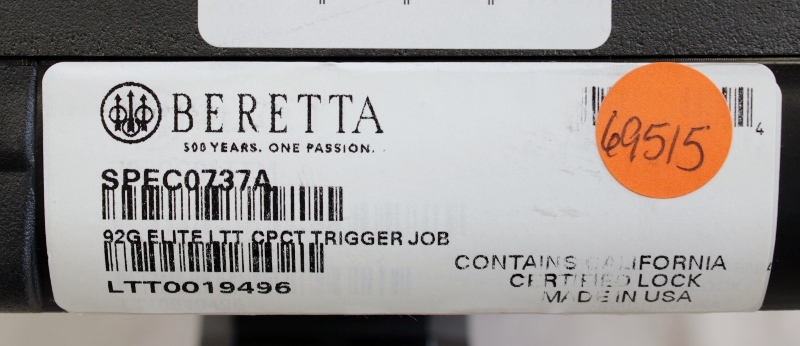 BERETTA
500 YEARS. ONE PASSION.
69515
4
SPEC0737A
92G ELITE LTT CPCT TRIGGER JOB
LTT0019496
CONTAINS CALIFORNIA
CERTIFIED LOCK
MADE IN USA